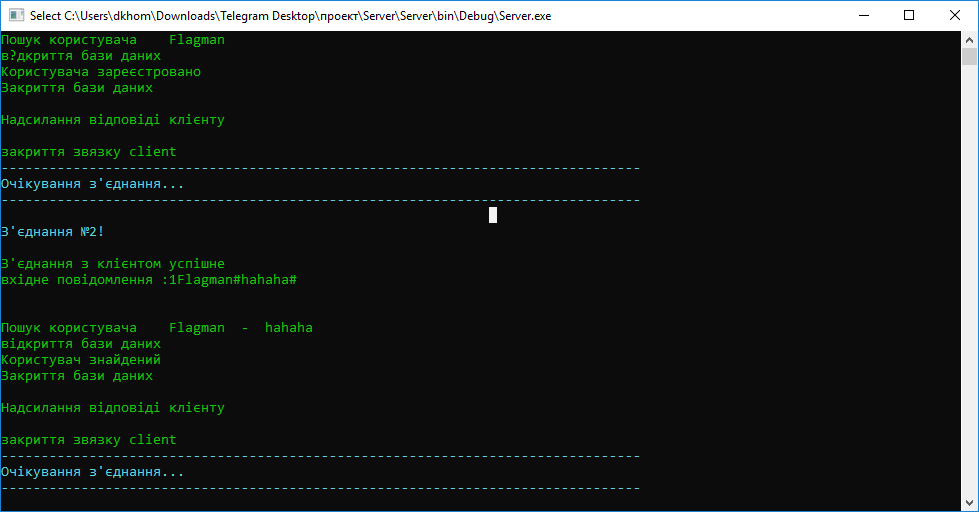 Select C:\Users\dkhom\Downloads\Telegram Desktop\проект\Server\Server\bin\Debug\Server.exe
Пошук користувача    Flagman
в?дкриття бази даних
Користувача зареєстровано
Закриття бази даних
Надсилання відповіді клієнту
закриття звязку client
--------------------------------------------------------------------------------
Очікування з'єднання...
--------------------------------------------------------------------------------
З'єднання №2!
З'єднання з клієнтом успішне
вхідне повідомлення :1Flagman#hahaha#
Пошук користувача    Flagman  -  hahaha
відкриття бази даних
Користувач знайдений
Закриття бази даних
Надсилання відповіді клієнту
закриття звязку client
--------------------------------------------------------------------------------
Очікування з'єднання...
--------------------------------------------------------------------------------